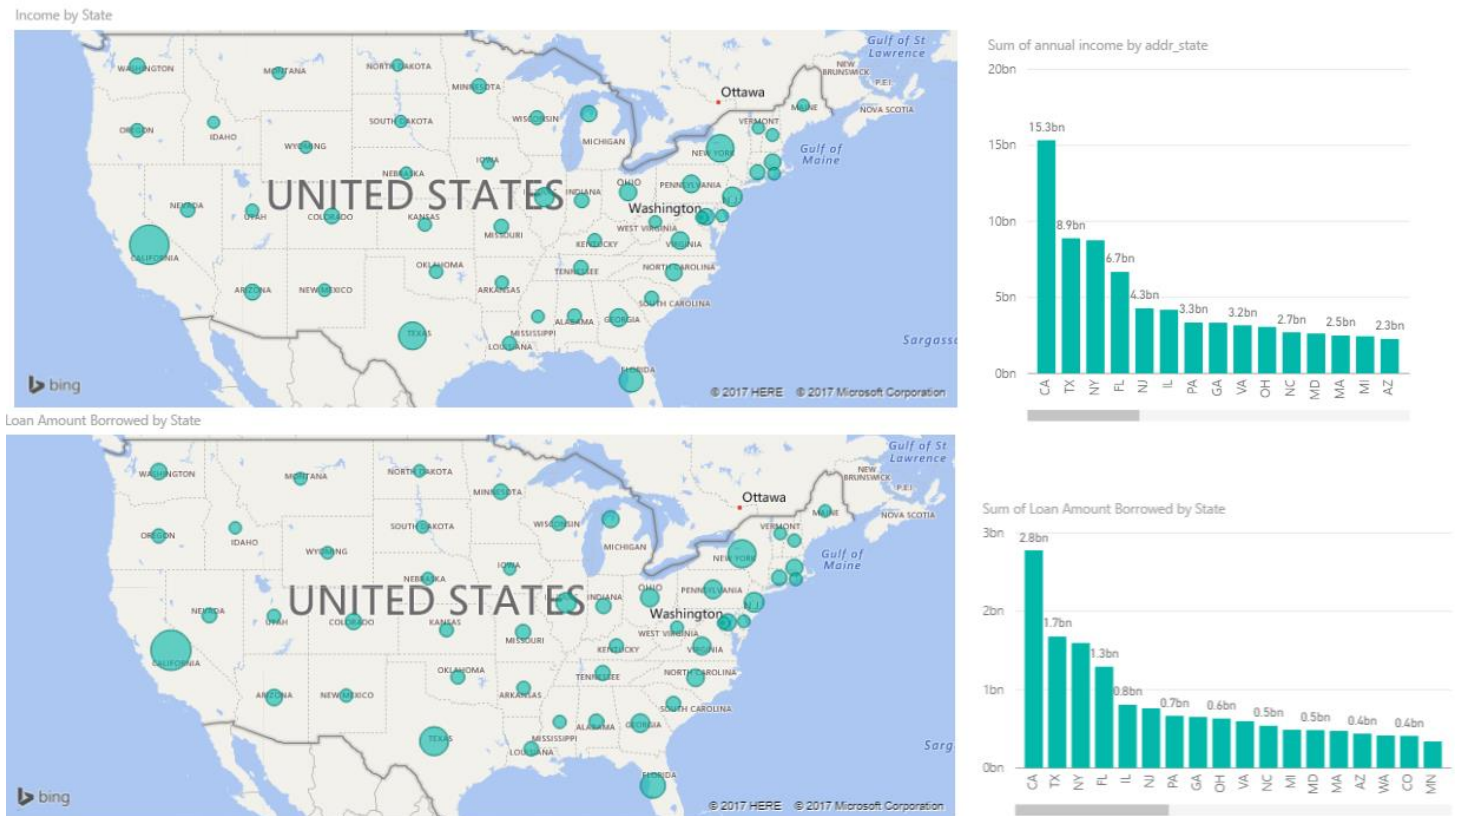 Income by State
Gulf of St
Lawrence
NEW
BRUNSWICK
P.E.I.
NOVA SCOTIA
WASHINGTON
MONTANA
NORTH DAKOTA
MINNESOTA
Ottawa
MAINE
OREGON
IDAHO
SOUTH DAKOTA
WISCONSIN
VERMONT
WYOMING
MICHIGAN
NEW YORK
Gulf of
Maine
IOWA
NEBRASKA
UNITED STATES
INDIANA
OHIO
PENNSYLVANIA
NEVADA
UTAH
COLORADO
KANSAS
Washington
N J
WEST VIRGINIA
MISSOURI
KENTUCKY
VIRGINIA
CALIFORNIA
OKLAHOMA
TENNESSEE
NORTH CAROLINA
ARIZONA
NEW MEXICO
ARKANSAS
SOUTH CAROLINA
ALABAMA
GEORGIA
TEXAS
MISSISSIPPI
LOUISIANA
Sargass
FLORIDA
bing
© 2017 HERE © 2017 Microsoft Corporation
Sum of annual income by addr_state
20bn
15bn
10bn
5bn
0bn
15.3bn
8.9bn
6.7bn
4.3bn
3.3bn
3.2bn
2.7bn
2.5bn
2.3bn
CA TX NY FL NJ IL PA GA VA OH NC MD MA MI AZ
Loan Amount Borrowed by State
Gulf of St
Lawrence
NEW
BRUNSWICK
P.E.I.
NOVA SCOTIA
WASHINGTON
MONTANA
NORTH DAKOTA
MINNESOTA
Ottawa
MAINE
OREGON
IDAHO
SOUTH DAKOTA
WISCONSIN
VERMONT
WYOMING
MICHIGAN
NEW YORK
Gulf of
Maine
IOWA
NEBRASKA
UNITED STATES
INDIANA
OHIO
PENNSYLVANIA
NEVADA
UTAH
COLORADO
KANSAS
Washington
N J
WEST VIRGINIA
MISSOURI
KENTUCKY
VIRGINIA
CALIFORNIA
OKLAHOMA
TENNESSEE
NORTH CAROLINA
ARIZONA
NEW MEXICO
ARKANSAS
SOUTH CAROLINA
ALABAMA
GEORGIA
TEXAS
MISSISSIPPI
LOUISIANA
Sarg
FLORIDA
bing
© 2017 HERE © 2017 Microsoft Corporation
Sum of Loan Amount Borrowed by State
3bn
2bn
1bn
0bn
2.8bn
1.7bn
1.3bn
0.8bn
0.7bn
0.6bn
0.5bn
0.5bn
0.4bn
0.4bn
CA TX NY FL IL NJ PA GA OH VA NC MI MD MA AZ WA CO MN